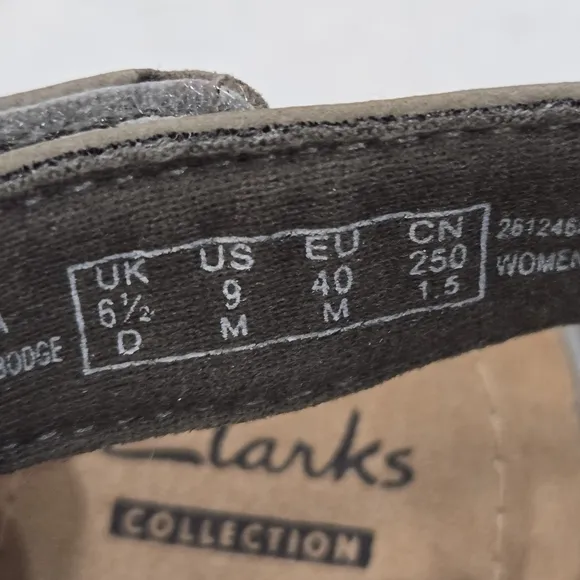 UK US EU CN
6½ 9 40 250
D M M 1.5
WOMEN
Clarks
COLLECTION